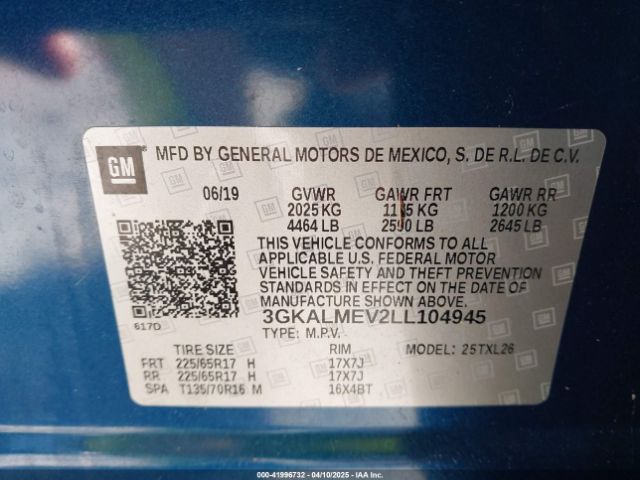 GM MFD BY GENERAL MOTORS DE MEXICO, S. DE R.L. DE C.V.
06/19 GVWR GAWR FRT GAWR RR
2025 KG 1175 KG 1200 KG
4464 LB 2590 LB 2645 LB
THIS VEHICLE CONFORMS TO ALL
APPLICABLE U.S. FEDERAL MOTOR
VEHICLE SAFETY AND THEFT PREVENTION
STANDARDS IN EFFECT ON THE DATE OF
MANUFACTURE SHOWN ABOVE.
3GKALMEV2LL104945
617D
TYPE: M.P.V.
TIRE SIZE RIM MODEL: 25TXL26
FRT 225/65R17 H 17X7J
RR 225/65R17 H 17X7J
SPA T135/70R16 M 16X4BT
000-41996732 - 04/10/2025 - IAA Inc.